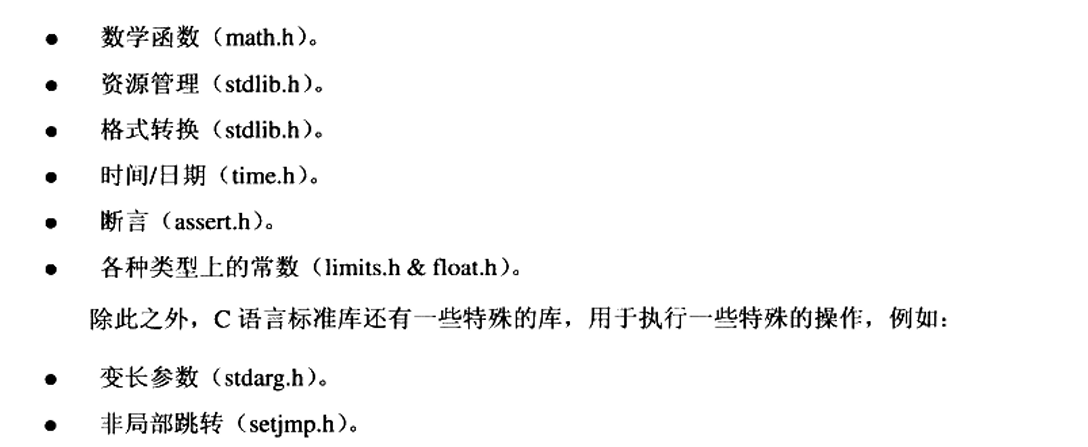 ● 数学函数（math.h）。
● 资源管理（stdlib.h）。
● 格式转换（stdlib.h）。
● 时间/日期（time.h）。
● 断言（assert.h）。
● 各种类型上的常数（limits.h & float.h）。
除此之外，C 语言标准库还有一些特殊的库，用于执行一些特殊的操作，例如：
● 变长参数（stdarg.h）。
● 非局部跳转（setjmp.h）。